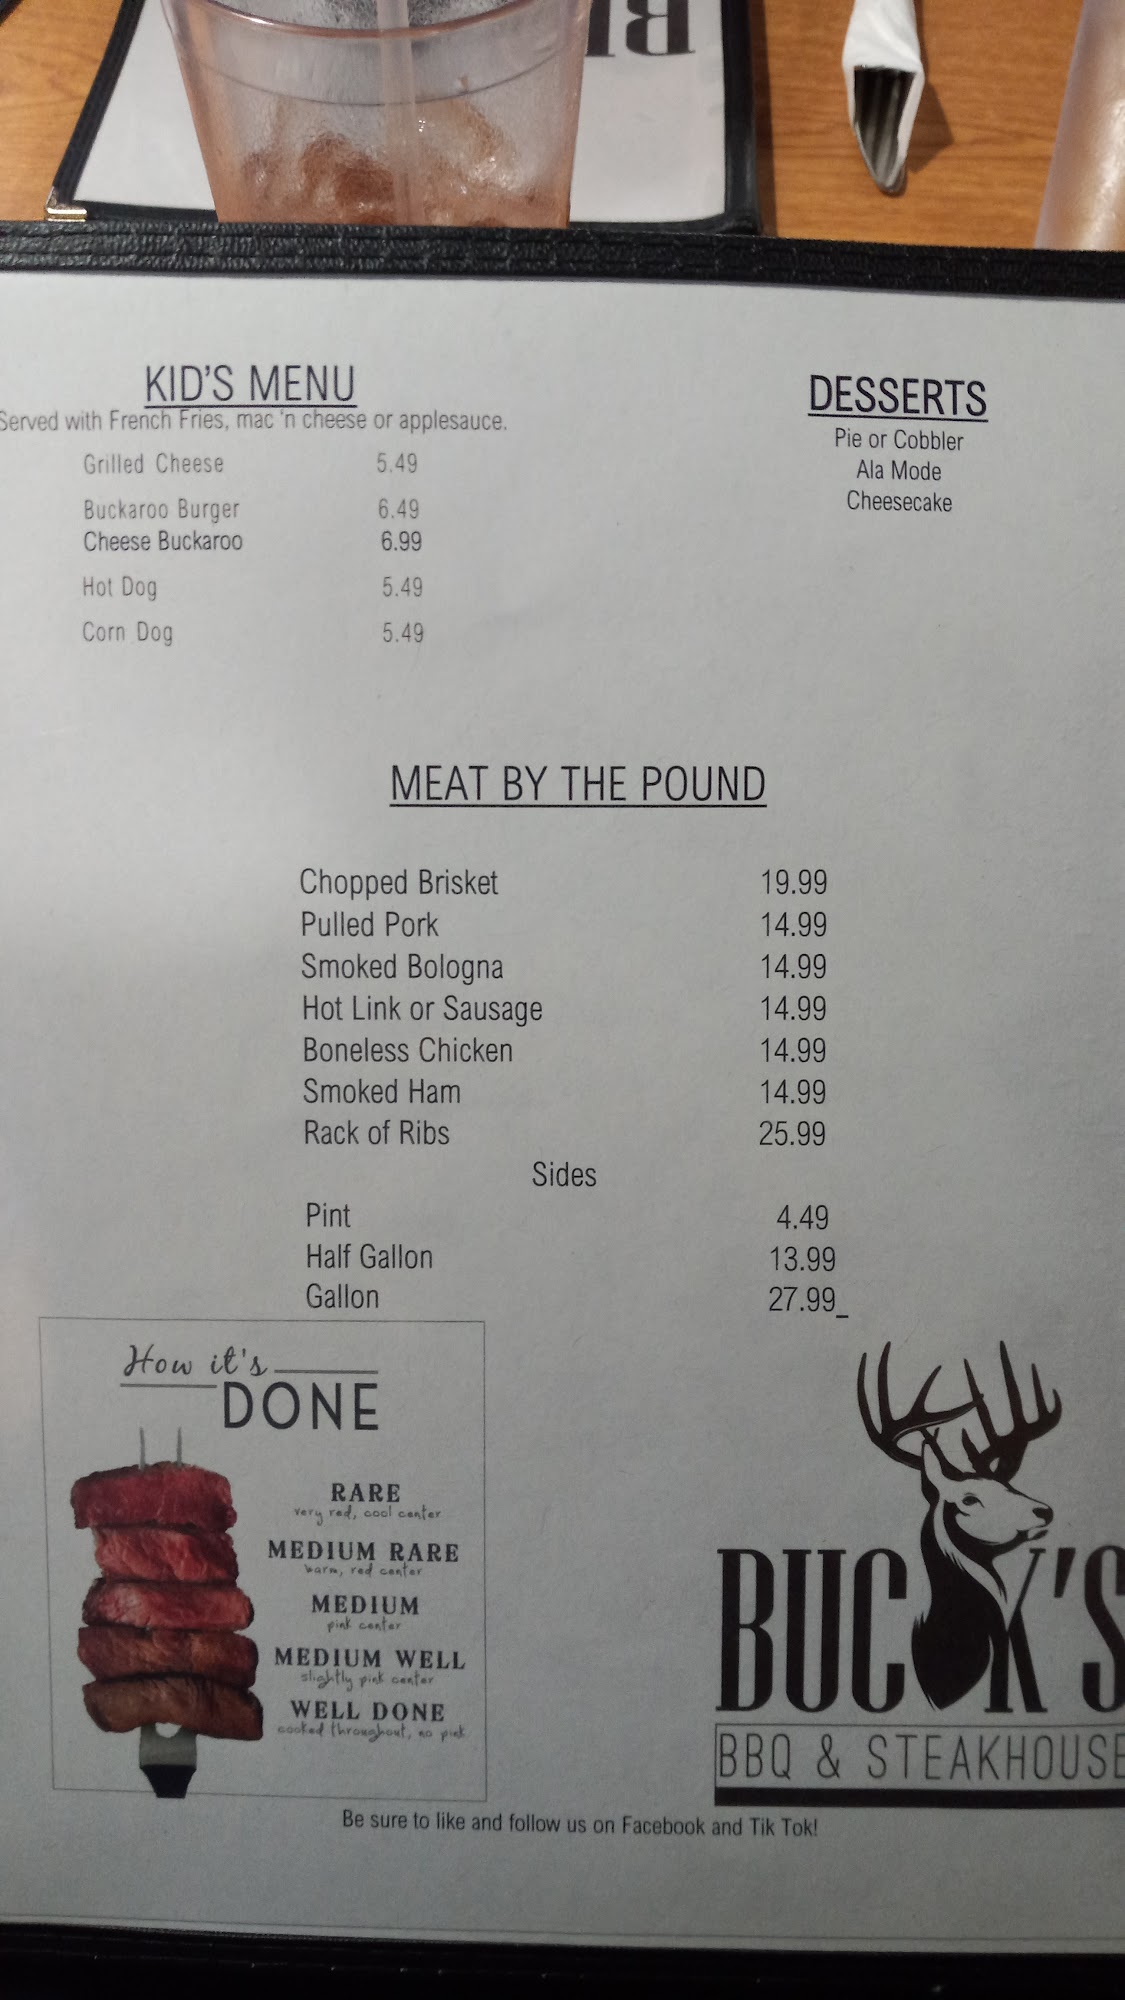 BU
KID'S MENU
Served with French Fries, mac 'n cheese or applesauce.
Grilled Cheese 5.49
Buckaroo Burger 6.49
Cheese Buckaroo 6.99
Hot Dog 5.49
Corn Dog 5.49
DESSERTS
Pie or Cobbler
Ala Mode
Cheesecake
MEAT BY THE POUND
Chopped Brisket 19.99
Pulled Pork 14.99
Smoked Bologna 14.99
Hot Link or Sausage 14.99
Boneless Chicken 14.99
Smoked Ham 14.99
Rack of Ribs 25.99
Sides
Pint 4.49
Half Gallon 13.99
Gallon 27.99_
How it's
DONE
RARE
very red, cool center
MEDIUM RARE
warm, red center
MEDIUM
pink center
MEDIUM WELL
slightly pink center
WELL DONE
cooked throughout, no pink
BUCK'S
BBQ & STEAKHOUSE
Be sure to like and follow us on Facebook and Tik Tok!